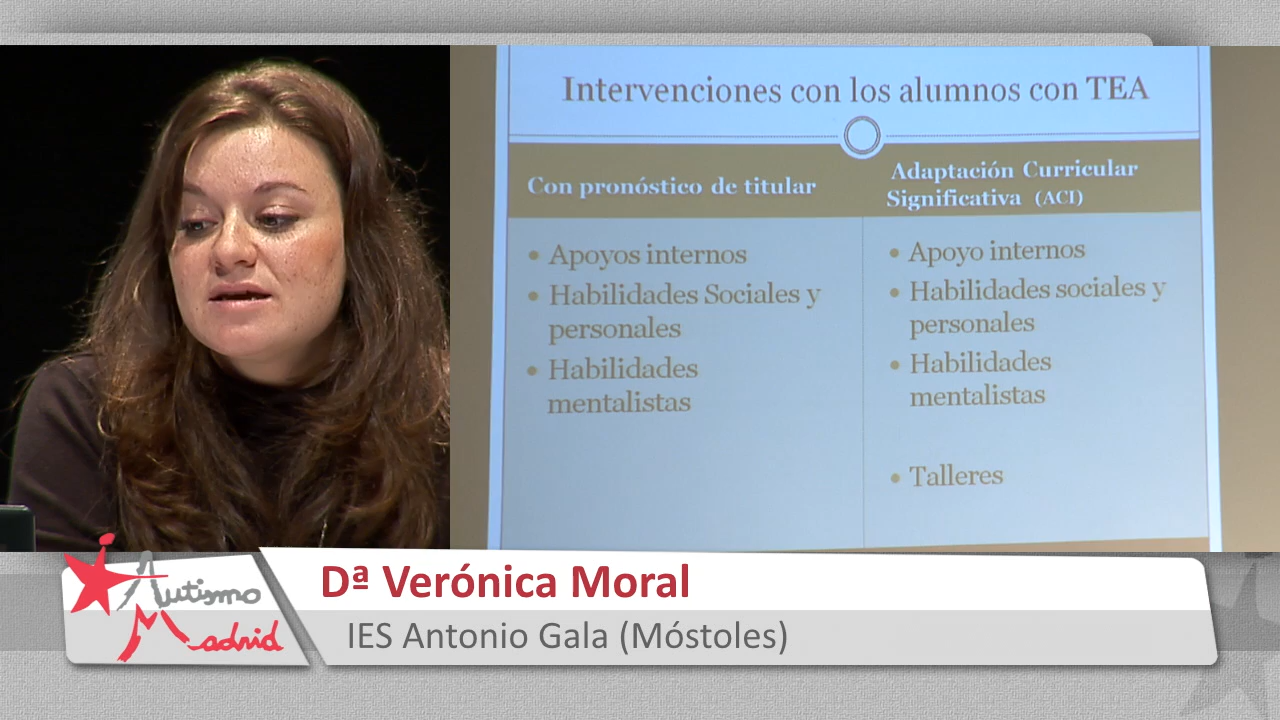 Intervenciones con los alumnos con TEA
Con pronóstico de titular
Adaptación Curricular
Significativa (ACI)
• Apoyos internos
• Habilidades Sociales y
personales
• Habilidades
mentalistas
• Apoyo internos
• Habilidades sociales y
personales
• Habilidades
mentalistas
• Talleres
Autismo
Madrid
Dª Verónica Moral
IES Antonio Gala (Móstoles)